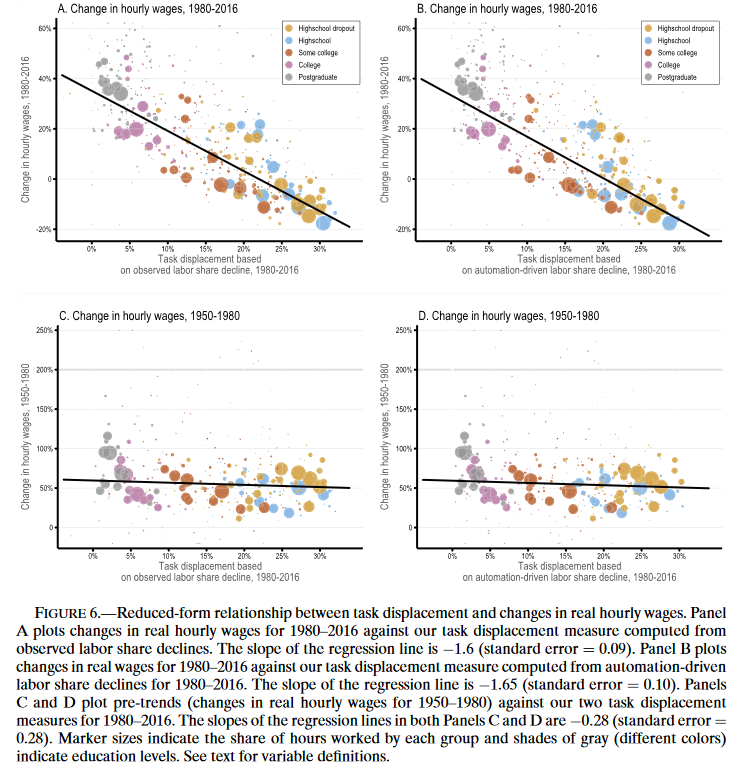 A. Change in hourly wages, 1980-2016
Change in hourly wages, 1980-2016
60%
40%
20%
0
-20%
Highschool dropout
Highschool
Some college
College
Postgraduate
0% 5% 10% 15% 20% 25% 30%
Task displacement based
on observed labor share decline, 1980-2016
B. Change in hourly wages, 1980-2016
Change in hourly wages, 1980-2016
60%
40%
20%
0
-20%
Highschool dropout
Highschool
Some college
College
Postgraduate
0% 5% 10% 15% 20% 25% 30%
Task displacement based
on automation-driven labor share decline, 1980-2016
C. Change in hourly wages, 1950-1980
Change in hourly wages, 1950-1980
250%
200%
150%
100%
50%
0
0% 5% 10% 15% 20% 25% 30%
Task displacement based
on observed labor share decline, 1980-2016
D. Change in hourly wages, 1950-1980
Change in hourly wages, 1950-1980
250%
200%
150%
100%
50%
0
0% 5% 10% 15% 20% 25% 30%
Task displacement based
on automation-driven labor share decline, 1980-2016
FIGURE 6.—Reduced-form relationship between task displacement and changes in real hourly wages. Panel
A plots changes in real hourly wages for 1980–2016 against our task displacement measure computed from
observed labor share declines. The slope of the regression line is −1.6 (standard error = 0.09). Panel B plots
changes in real wages for 1980–2016 against our task displacement measure computed from automation-driven
labor share declines for 1980–2016. The slope of the regression line is −1.65 (standard error = 0.10). Panels
C and D plot pre-trends (changes in real hourly wages for 1950–1980) against our two task displacement
measures for 1980–2016. The slopes of the regression lines in both Panels C and D are −0.28 (standard error =
0.28). Marker sizes indicate the share of hours worked by each group and shades of gray (different colors)
indicate education levels. See text for variable definitions.